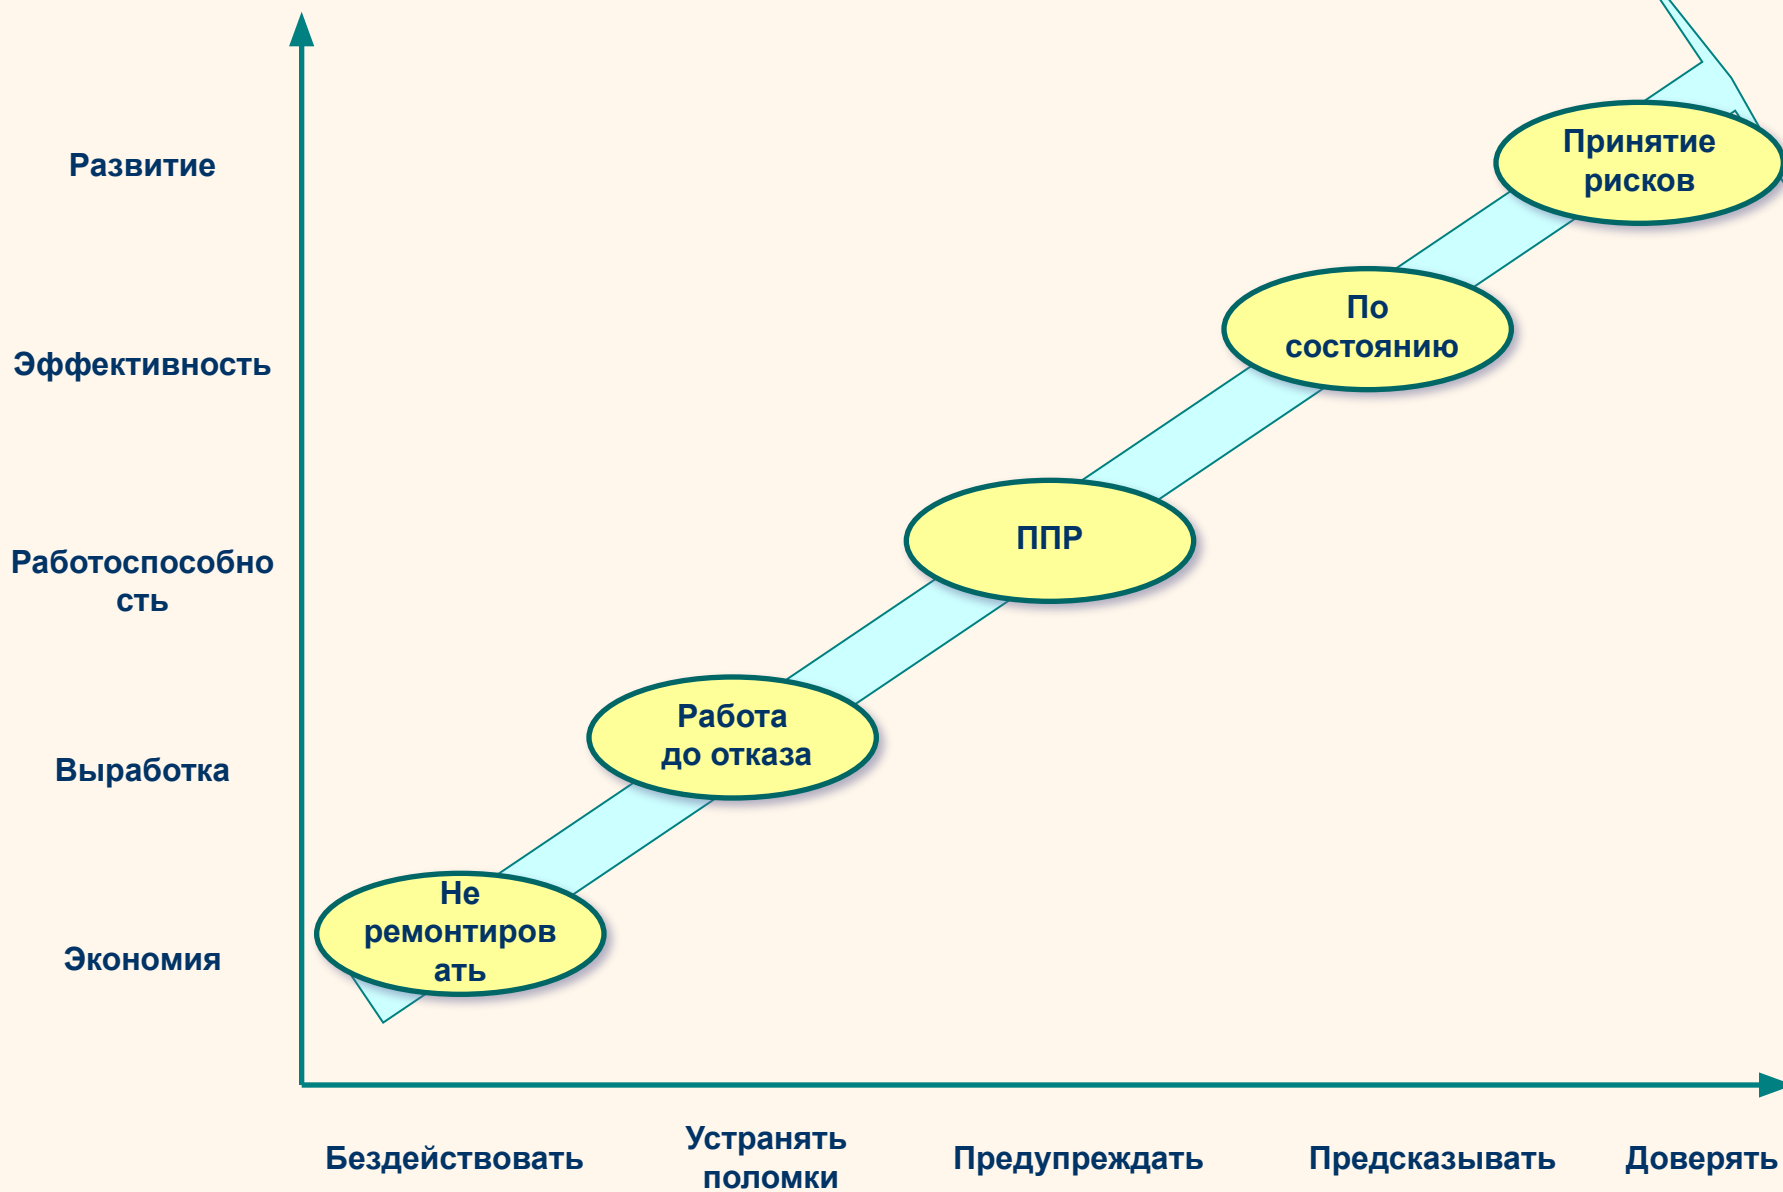 Развитие
Принятие
рисков
Эффективность
По
состоянию
Работоспособно
сть
ППР
Выработка
Работа
до отказа
Экономия
Не
ремонтиров
ать
Бездействовать
Устранять
поломки
Предупреждать
Предсказывать
Доверять